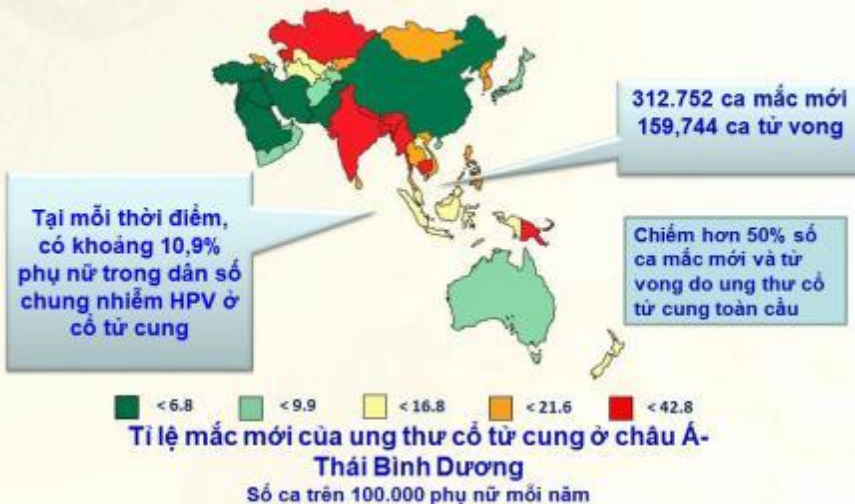 312.752 ca mắc mới
159,744 ca tử vong
Tại mỗi thời điểm,
có khoảng 10,9%
phụ nữ trong dân số
chung nhiễm HPV ở
cổ tử cung
Chiếm hơn 50% số
ca mắc mới và tử
vong do ung thư cổ
tử cung toàn cầu
< 6.8 < 9.9 < 16.8 < 21.6 < 42.8
Tỉ lệ mắc mới của ung thư cổ tử cung ở châu Á-
Thái Bình Dương
Số ca trên 100.000 phụ nữ mỗi năm